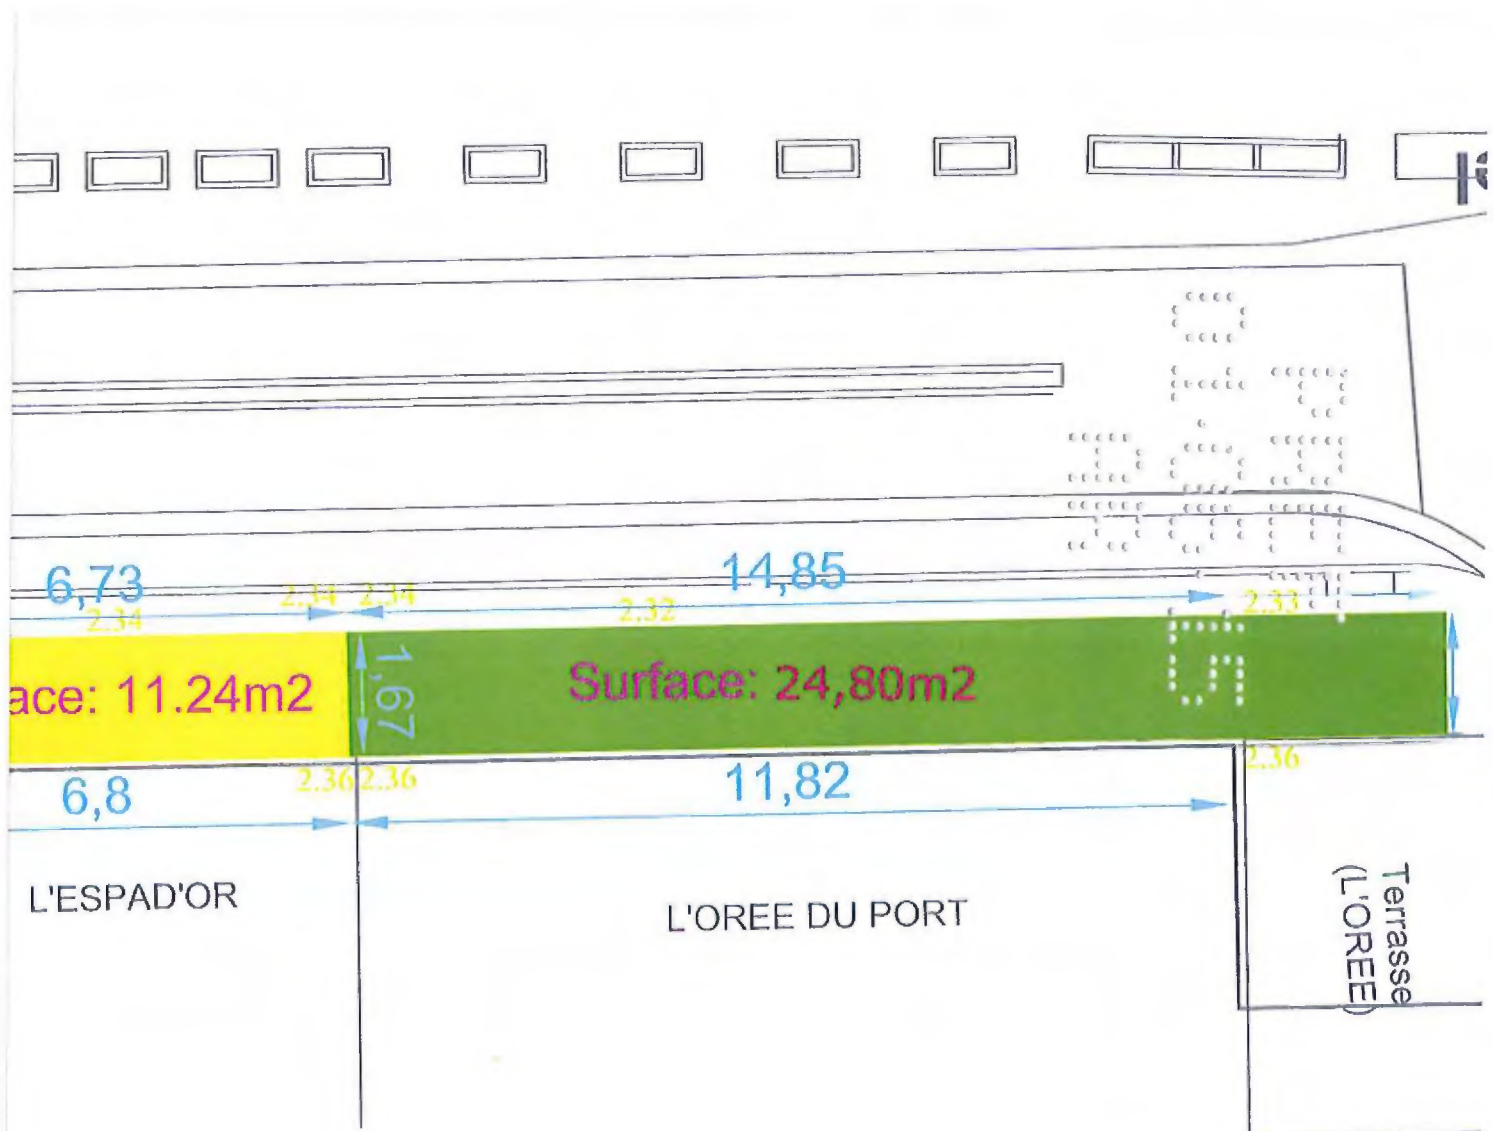 6,73
14,85
2.34
2.34
2.34
2.32
2.33
ace: 11.24m2
1,67
Surface: 24,80m2
6,8
2.36
2.36
11,82
2.36
L'ESPAD'OR
L'OREE DU PORT
Terrasse
(L'OREE)